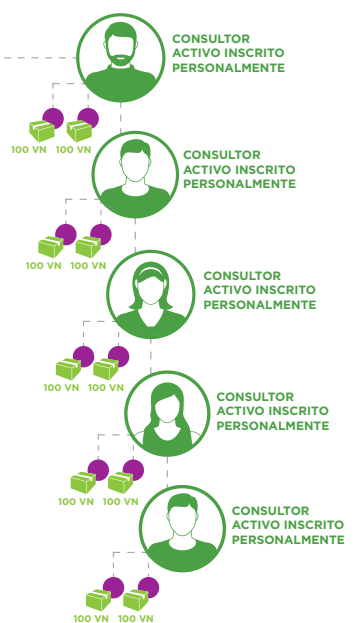 CONSULTOR
ACTIVO INSCRITO
PERSONALMENTE
100 VN 100 VN
CONSULTOR
ACTIVO INSCRITO
PERSONALMENTE
100 VN 100 VN
CONSULTOR
ACTIVO INSCRITO
PERSONALMENTE
100 VN 100 VN
CONSULTOR
ACTIVO INSCRITO
PERSONALMENTE
100 VN 100 VN
CONSULTOR
ACTIVO INSCRITO
PERSONALMENTE
100 VN 100 VN